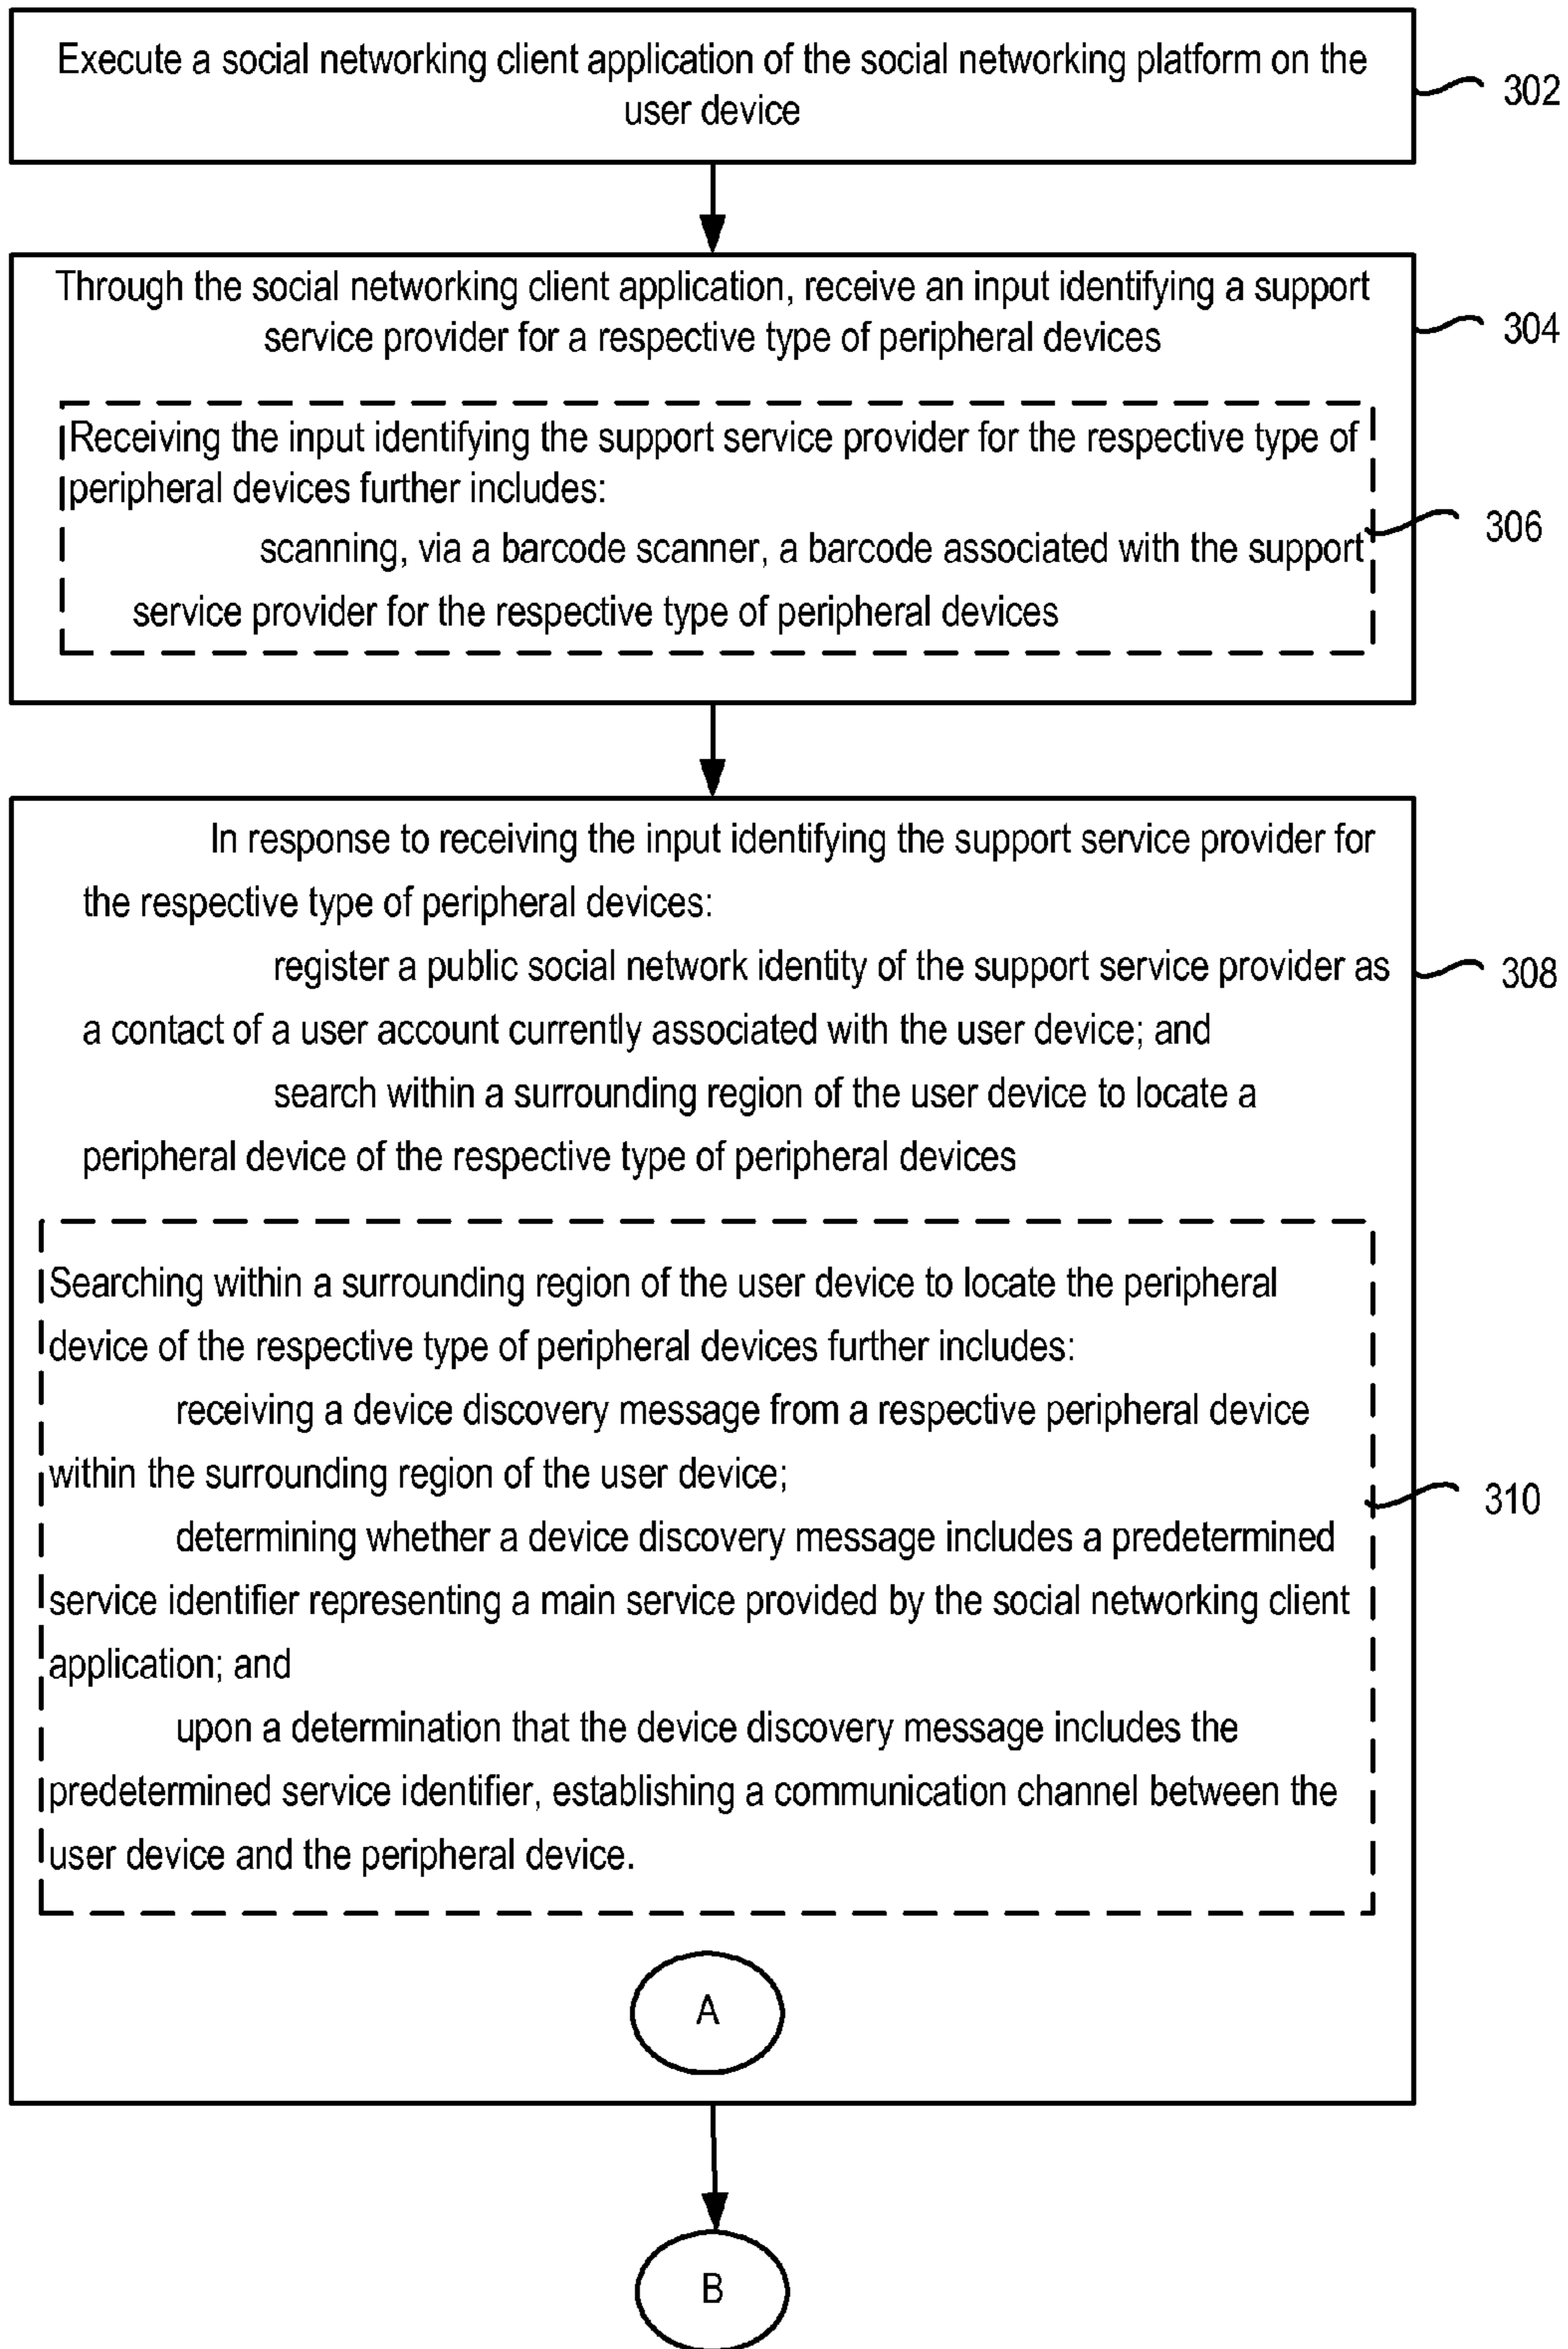 Execute a social networking client application of the social networking platform on the
user device
302
Through the social networking client application, receive an input identifying a support
service provider for a respective type of peripheral devices
304
Receiving the input identifying the support service provider for the respective type of
peripheral devices further includes:
scanning, via a barcode scanner, a barcode associated with the support
service provider for the respective type of peripheral devices
306
In response to receiving the input identifying the support service provider for
the respective type of peripheral devices:
register a public social network identity of the support service provider as
a contact of a user account currently associated with the user device; and
search within a surrounding region of the user device to locate a
peripheral device of the respective type of peripheral devices
308
Searching within a surrounding region of the user device to locate the peripheral
device of the respective type of peripheral devices further includes:
receiving a device discovery message from a respective peripheral device
within the surrounding region of the user device;
determining whether a device discovery message includes a predetermined
service identifier representing a main service provided by the social networking client
application; and
upon a determination that the device discovery message includes the
predetermined service identifier, establishing a communication channel between the
user device and the peripheral device.
310
A
B